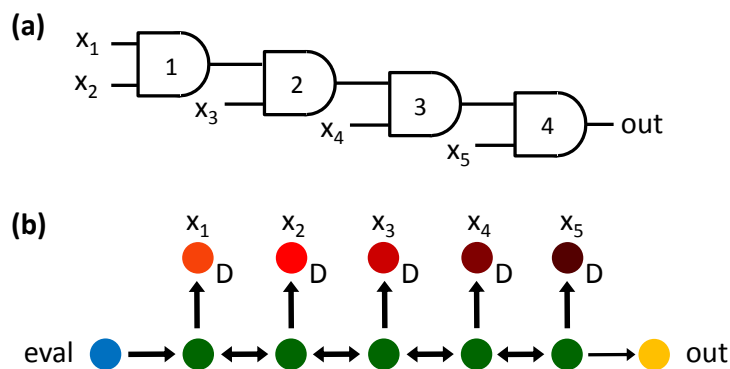 (a)
x₁
x₂
1
x₃
2
x₄
3
x₅
4
out
(b)
x₁ x₂ x₃ x₄ x₅
D D D D D
eval out